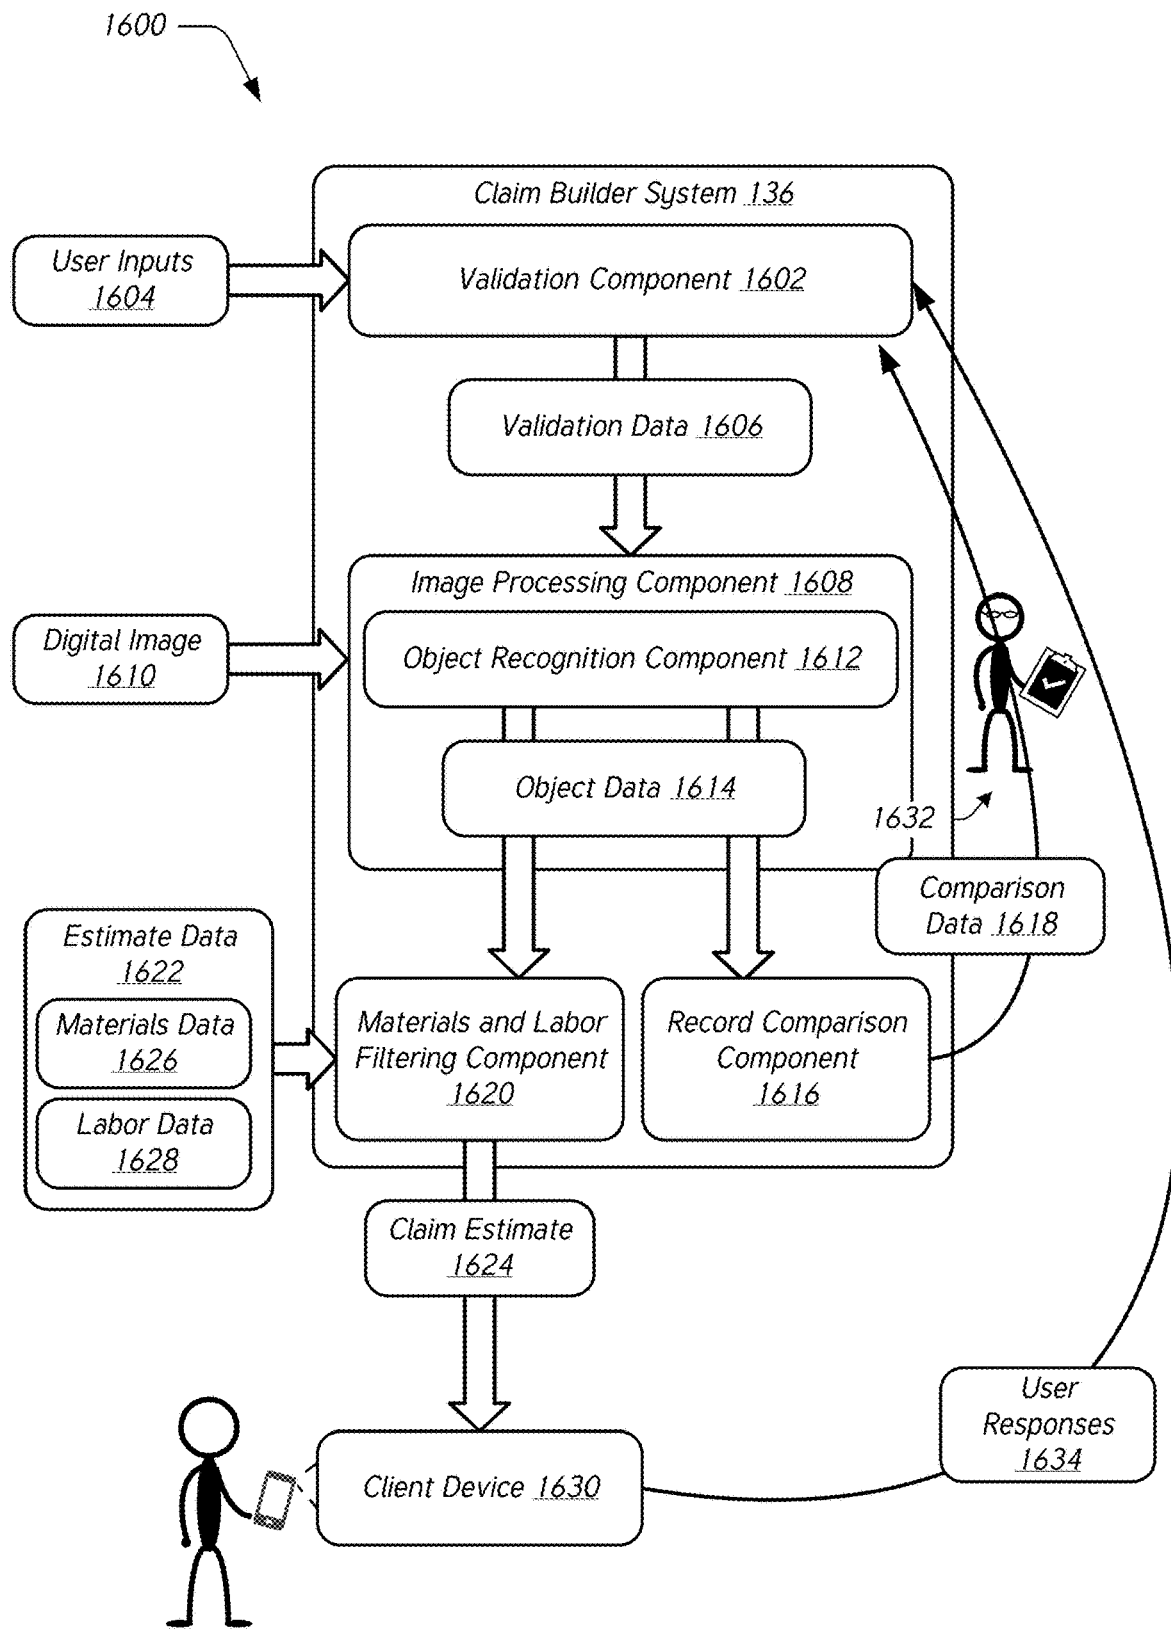 1600
Claim Builder System 136
User Inputs
1604
Validation Component 1602
Validation Data 1606
Image Processing Component 1608
Digital Image
1610
Object Recognition Component 1612
Object Data 1614
1632
Comparison
Data 1618
Estimate Data
1622
Materials Data
1626
Labor Data
1628
Materials and Labor
Filtering Component
1620
Record Comparison
Component
1616
Claim Estimate
1624
User
Responses
1634
Client Device 1630